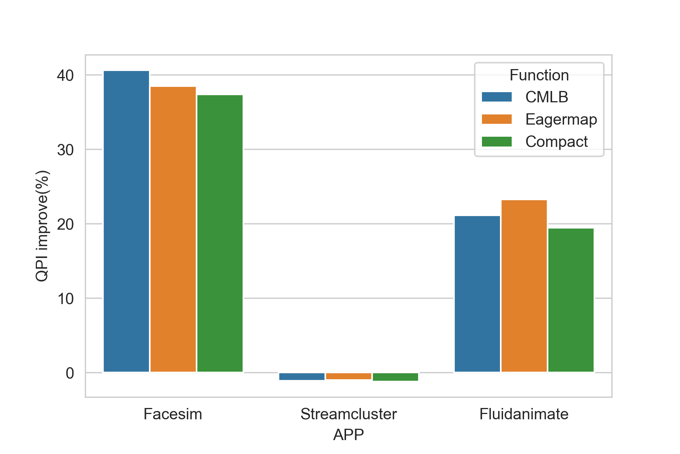 Function
CMLB
Eagermap
Compact
QPI improve(%)
40
30
20
10
0
Facesim Streamcluster Fluidanimate
APP